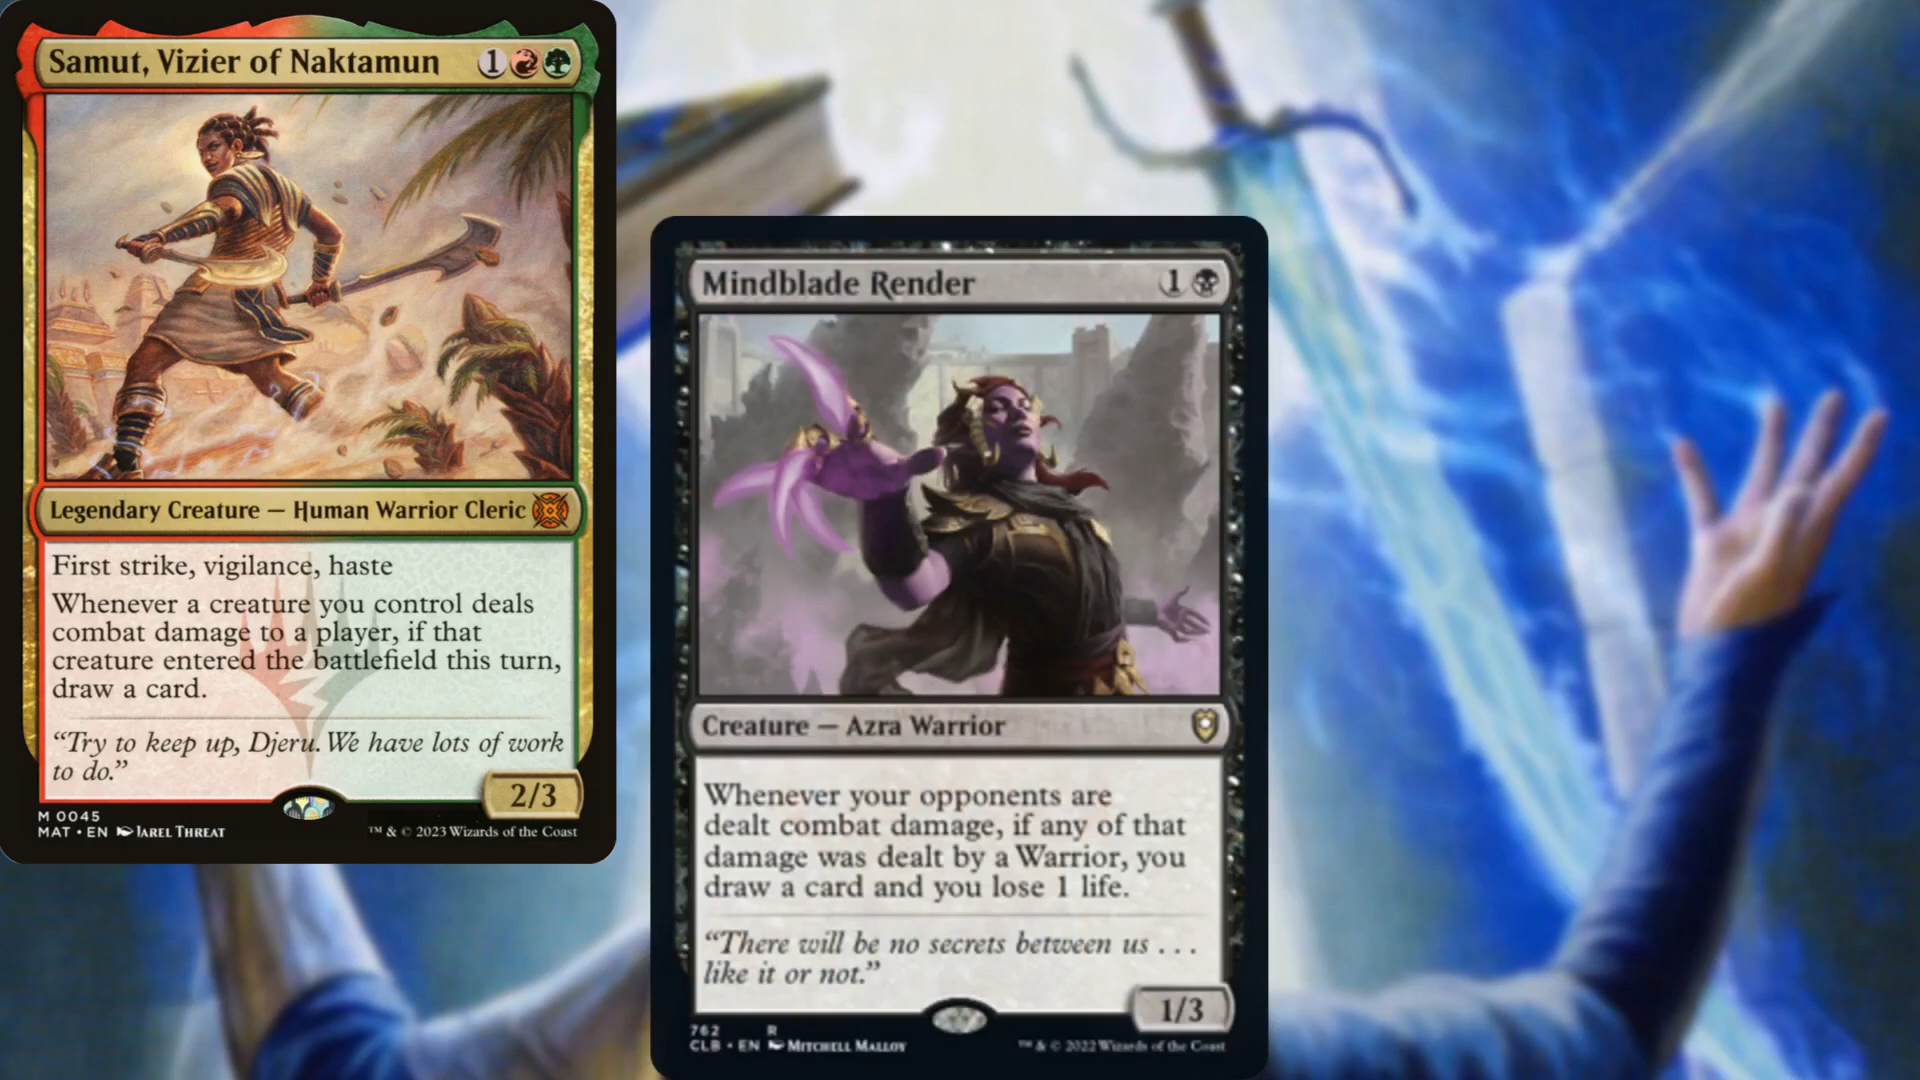 Samut, Vizier of Naktamun 1
Legendary Creature — Human Warrior Cleric
First strike, vigilance, haste
Whenever a creature you control deals
combat damage to a player, if that
creature entered the battlefield this turn,
draw a card.
“Try to keep up, Djeru. We have lots of work
to do.”
2/3
M 0045
MAT • EN JAREL THREAT
™ & © 2023 Wizards of the Coast
Mindblade Render 1
Creature — Azra Warrior
Whenever your opponents are
dealt combat damage, if any of that
damage was dealt by a Warrior, you
draw a card and you lose 1 life.
“There will be no secrets between us . . .
like it or not.”
1/3
762 R
CLB • EN MITCHELL MALLOY
™ & © 2022 Wizards of the Coast